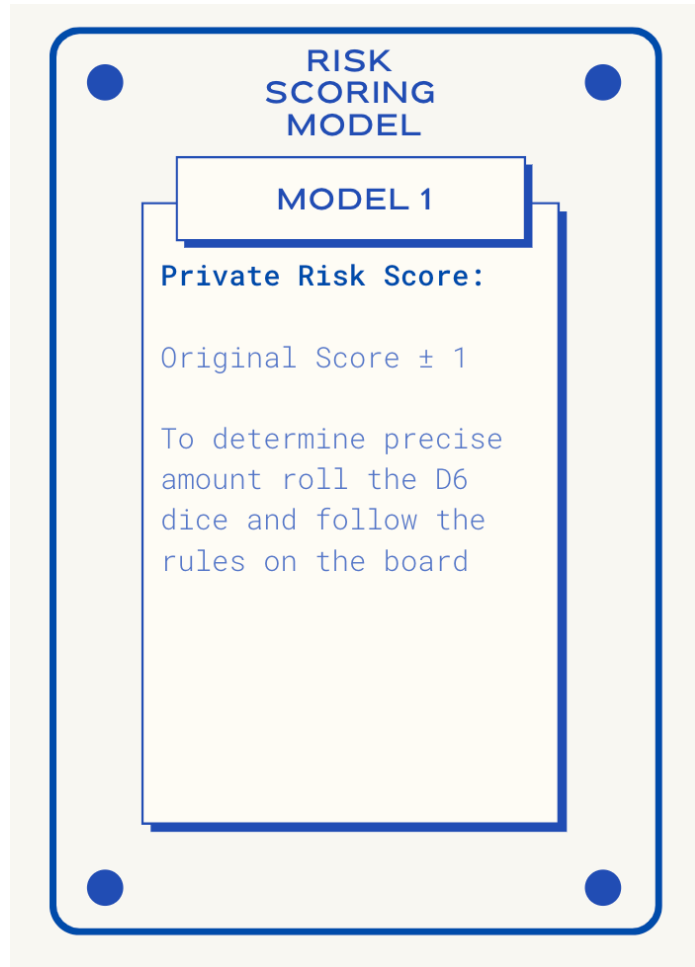 RISK
SCORING
MODEL
MODEL 1
Private Risk Score:
Original Score ± 1
To determine precise
amount roll the D6
dice and follow the
rules on the board